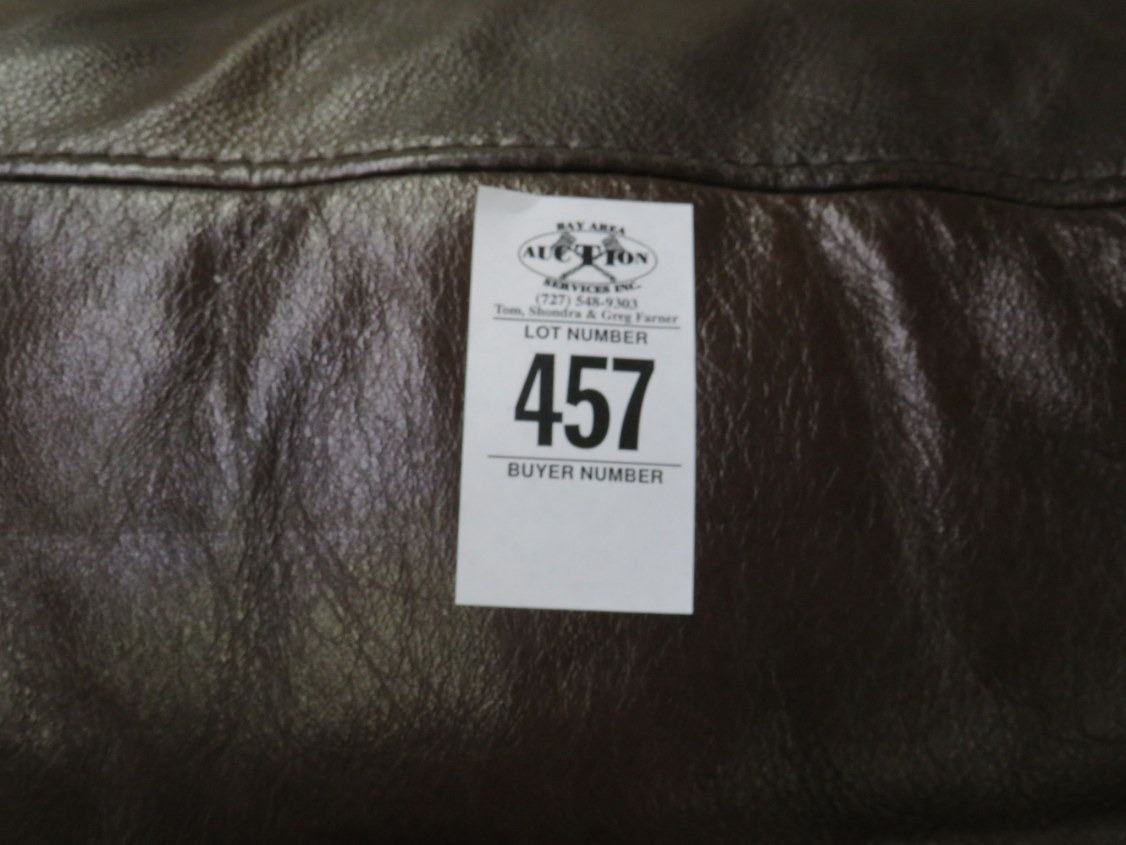 BAY AREA
AUCTION
SERVICES INC.
(727) 548-9303
Tom, Shondra & Greg Farner
LOT NUMBER
457
BUYER NUMBER